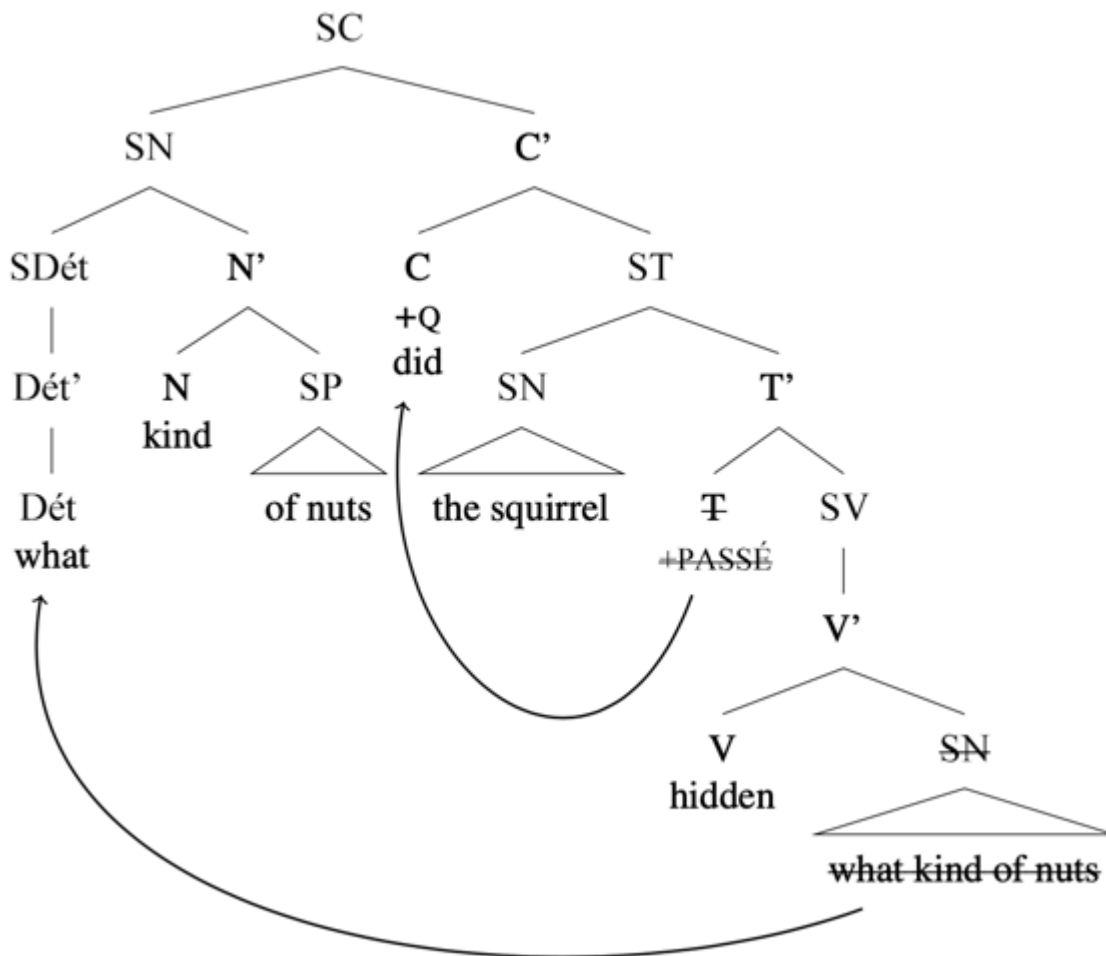 SC
SN C’
SDét N’ C ST
+Q
did
Dét’ N SP SN T’
kind
Dét of nuts the squirrel T SV
what +PASSÉ
V’
V SN
hidden
what kind of nuts